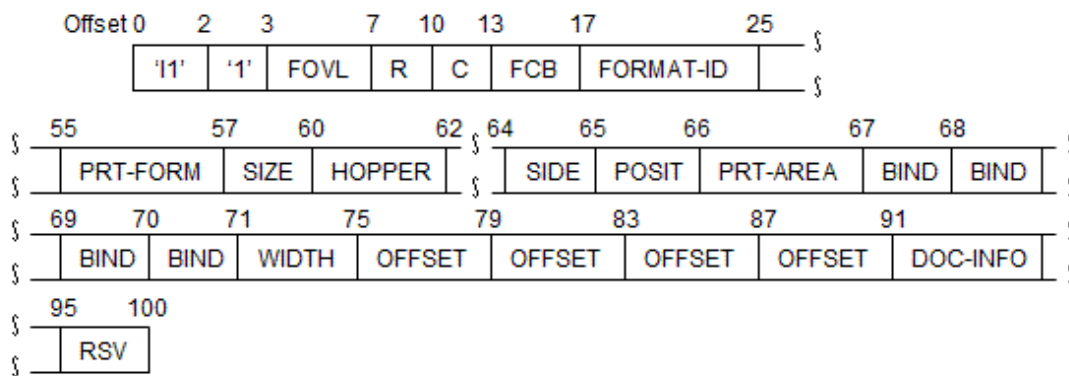 Offset 0 2 3 7 10 13 17 25
‘I1’ ‘1’ FOVL R C FCB FORMAT-ID
55 57 60 62 64 65 66 67 68
PRT-FORM SIZE HOPPER SIDE POSIT PRT-AREA BIND BIND
69 70 71 75 79 83 87 91
BIND BIND WIDTH OFFSET OFFSET OFFSET OFFSET DOC-INFO
95 100
RSV